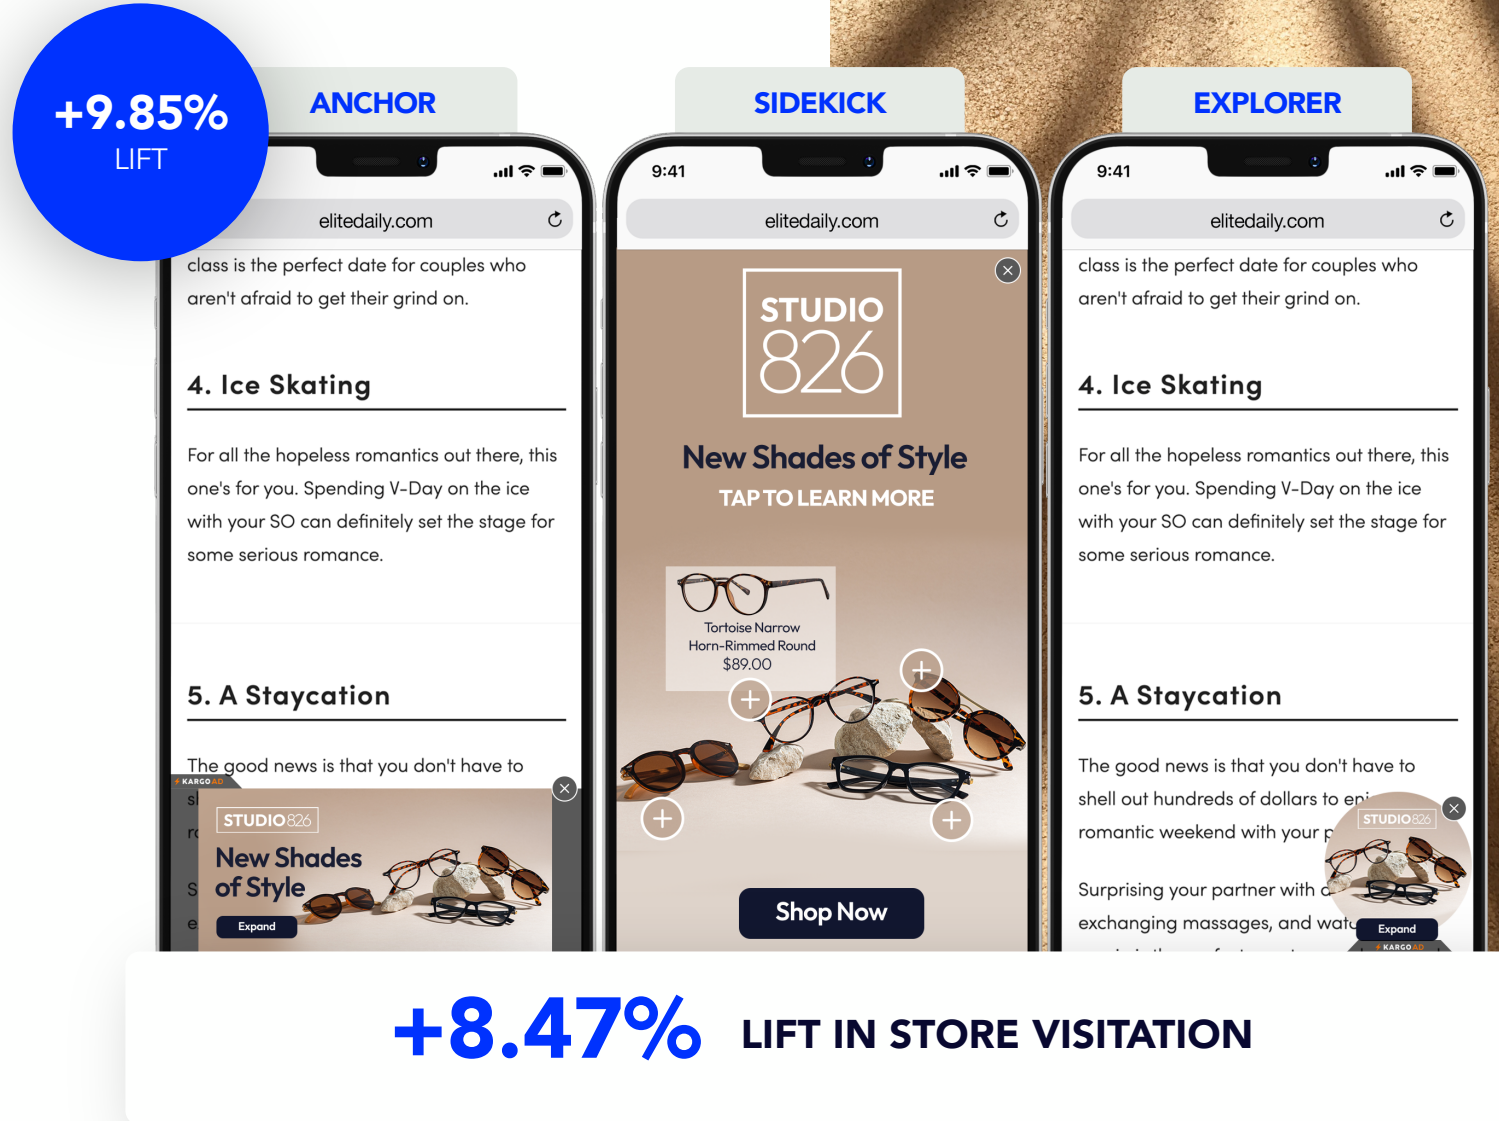 +9.85%
LIFT
ANCHOR
elitedaily.com
class is the perfect date for couples who
aren't afraid to get their grind on.
4. Ice Skating
For all the hopeless romantics out there, this
one's for you. Spending V-Day on the ice
with your SO can definitely set the stage for
some serious romance.
5. A Staycation
The good news is that you don't have to
KARGO AD
STUDIO 826
New Shades
of Style
Expand
SIDEKICK
9:41
elitedaily.com
STUDIO
826
New Shades of Style
TAP TO LEARN MORE
Tortoise Narrow
Horn-Rimmed Round
$89.00
Shop Now
EXPLORER
9:41
elitedaily.com
class is the perfect date for couples who
aren't afraid to get their grind on.
4. Ice Skating
For all the hopeless romantics out there, this
one's for you. Spending V-Day on the ice
with your SO can definitely set the stage for
some serious romance.
5. A Staycation
The good news is that you don't have to
shell out hundreds of dollars to
romantic weekend with your
Surprising your partner with
exchanging massages, and
STUDIO 826
Expand
KARGO AD
+8.47% LIFT IN STORE VISITATION